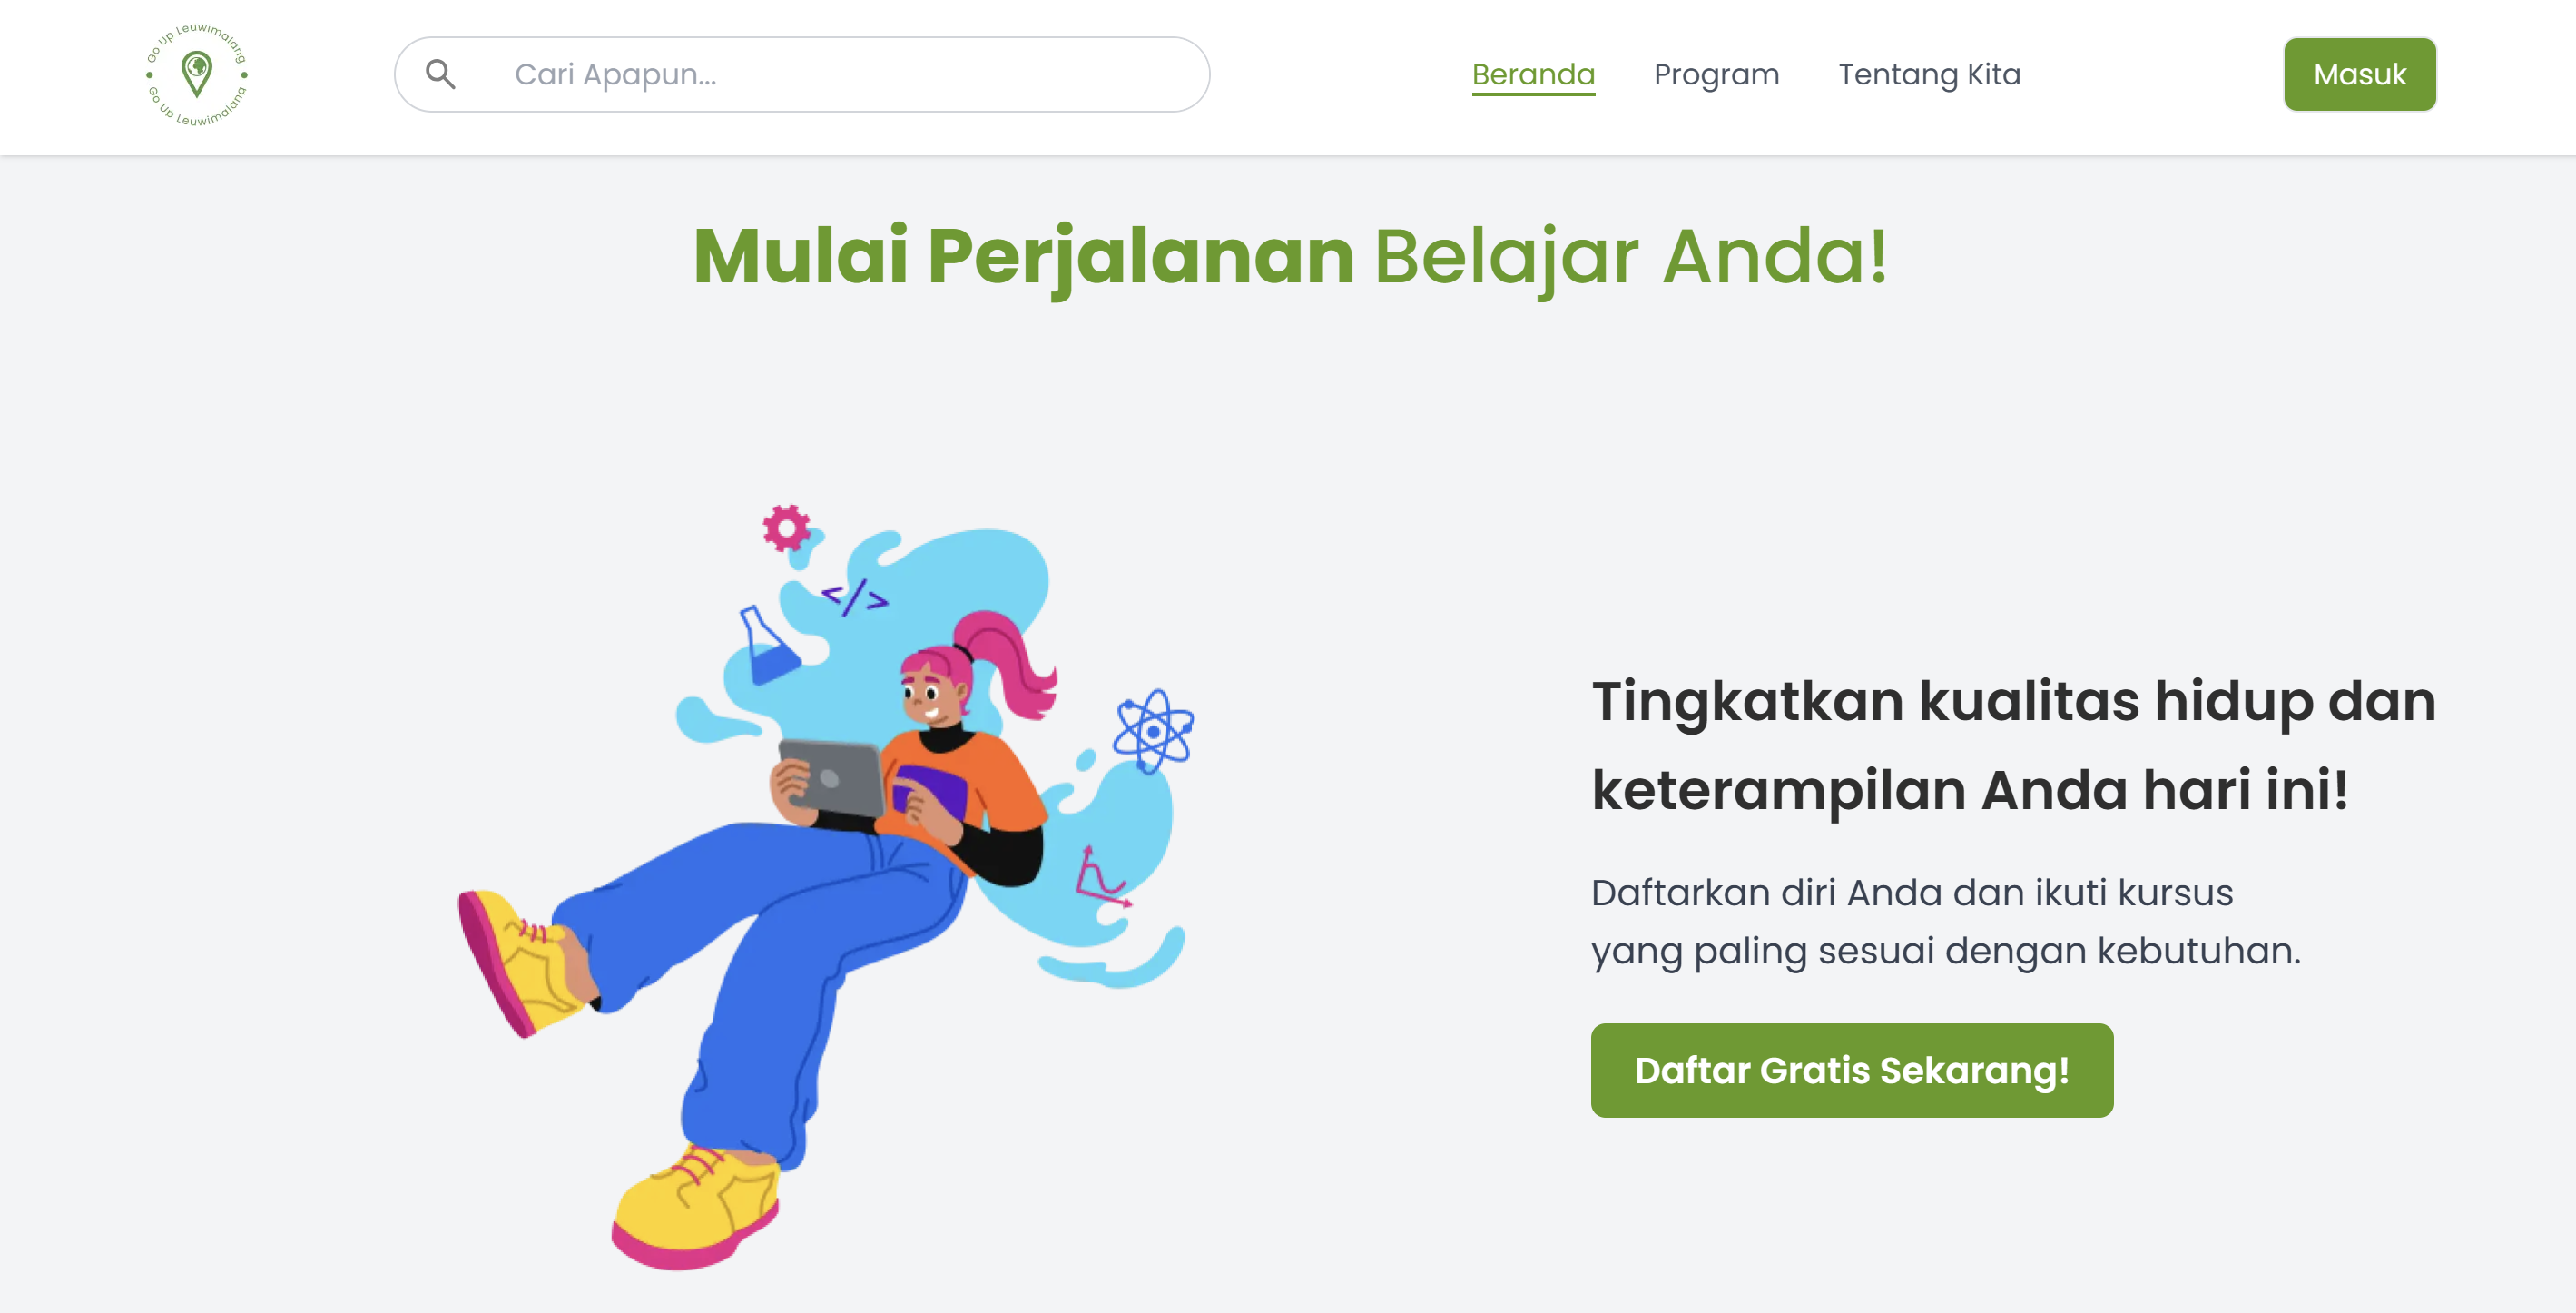 Go Up Leuwimalang
Go Up Leuwimalang
Cari Apapun...
Beranda
Program
Tentang Kita
Masuk
Mulai Perjalanan Belajar Anda!
</>
Tingkatkan kualitas hidup dan
keterampilan Anda hari ini!
Daftarkan diri Anda dan ikuti kursus
yang paling sesuai dengan kebutuhan.
Daftar Gratis Sekarang!